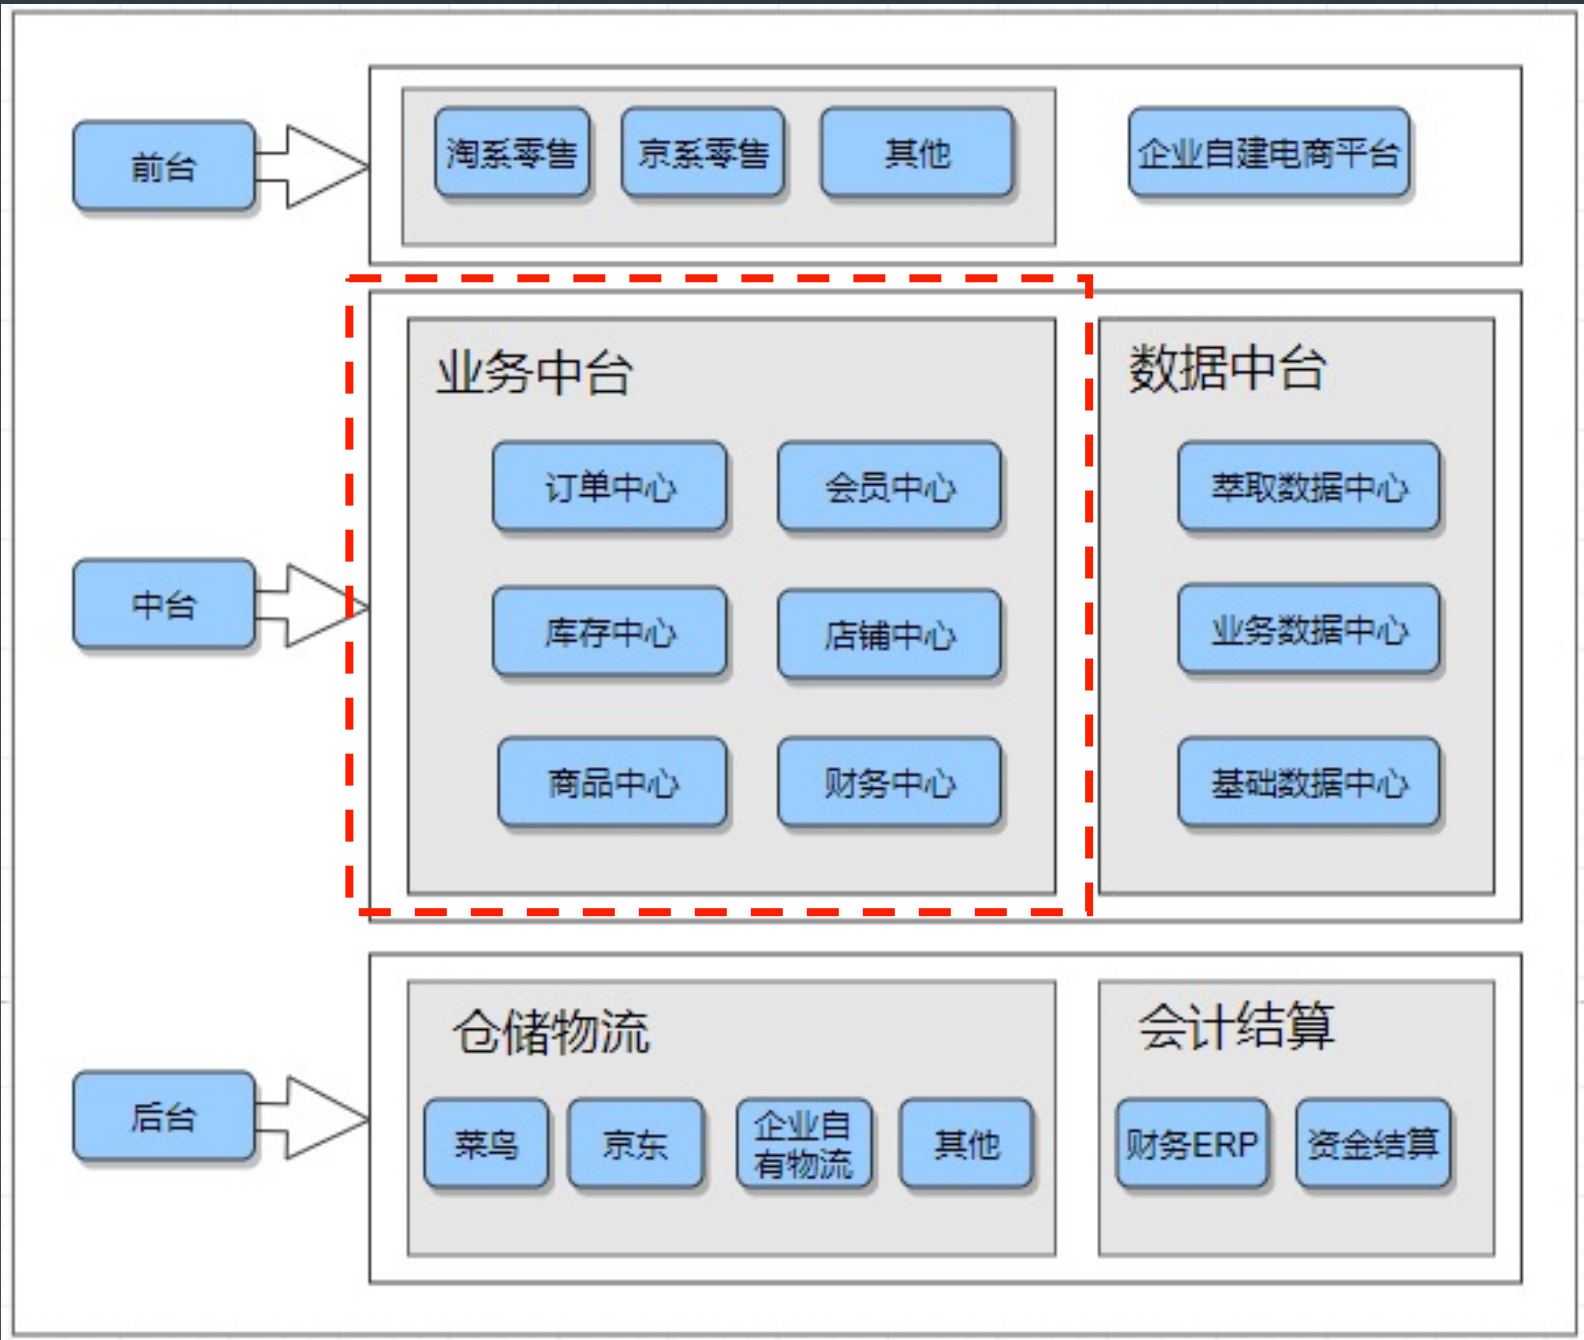 前台
淘系零售
京系零售
其他
企业自建电商平台
中台
业务中台
订单中心
会员中心
库存中心
店铺中心
商品中心
财务中心
数据中台
萃取数据中心
业务数据中心
基础数据中心
后台
仓储物流
菜鸟
京东
企业自
有物流
其他
会计结算
财务ERP
资金结算